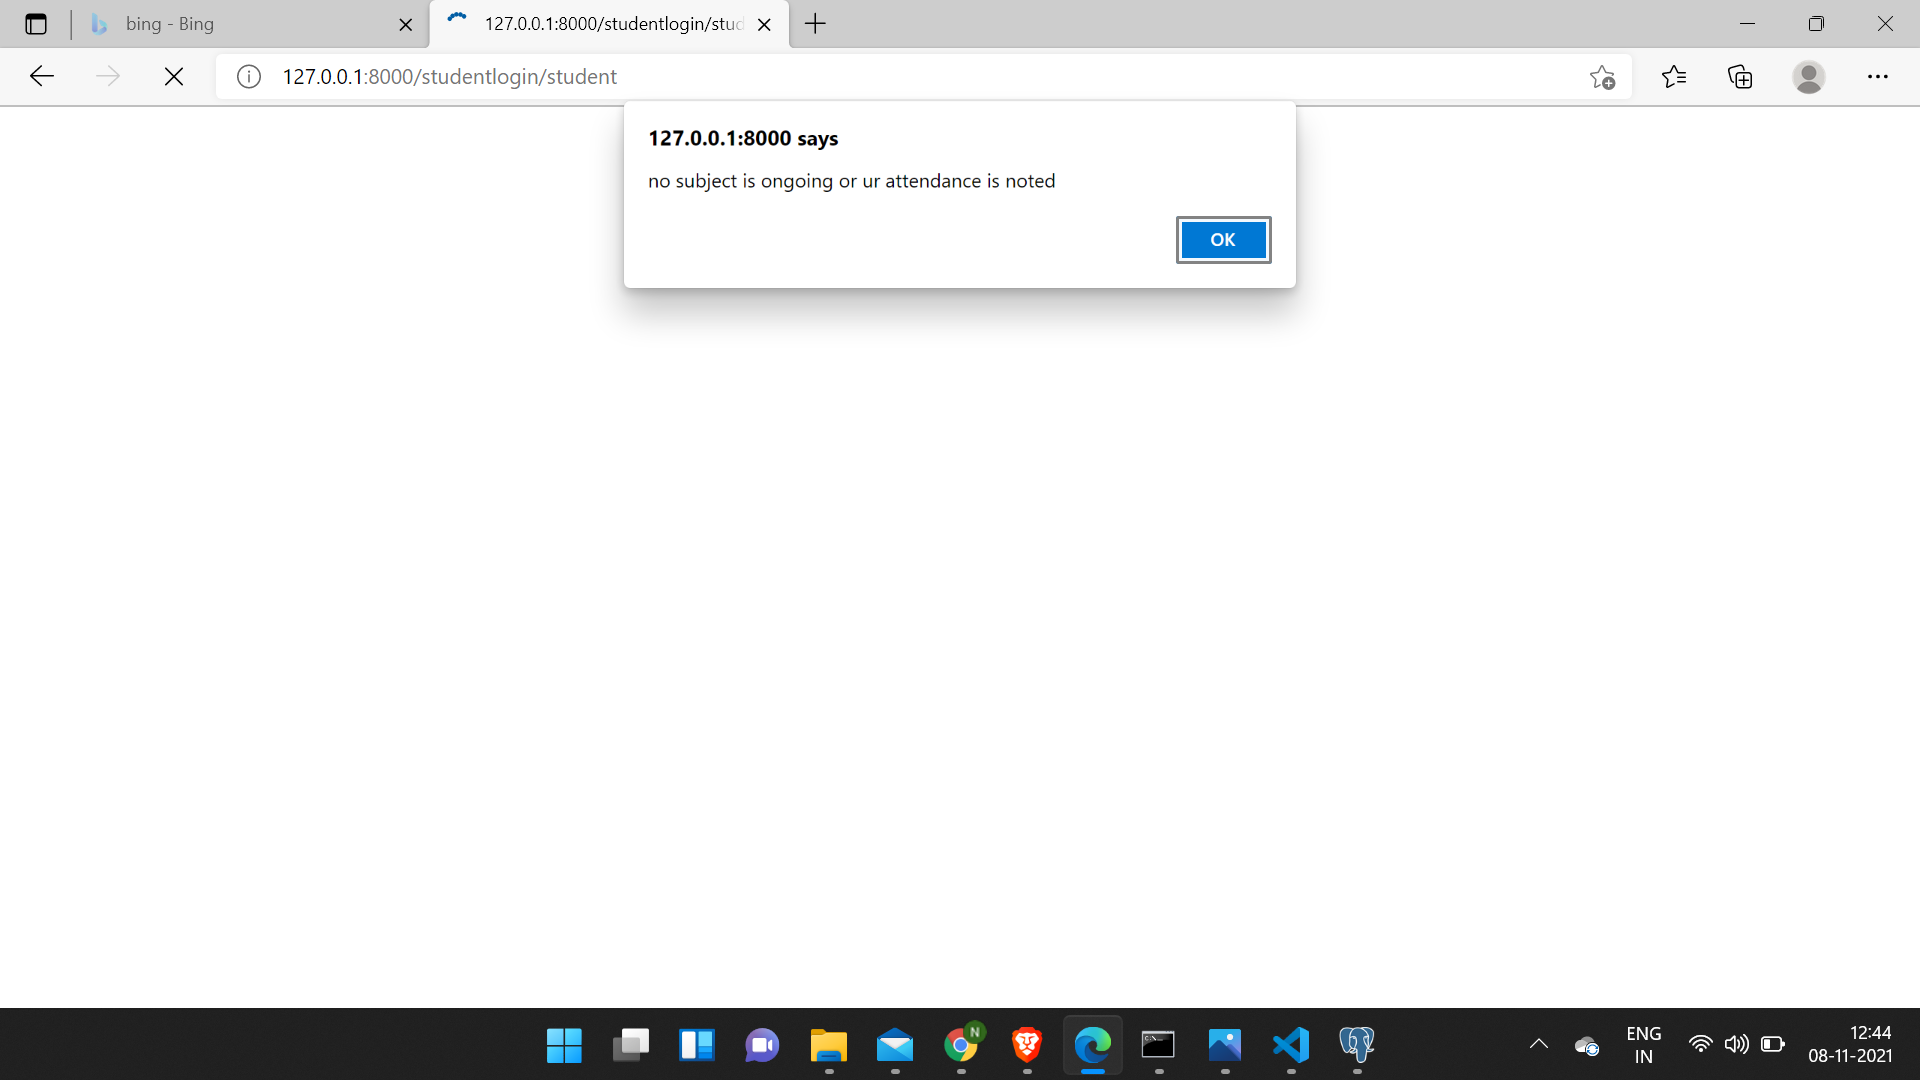 bing - Bing
127.0.0.1:8000/studentlogin/stud
127.0.0.1:8000/studentlogin/student
127.0.0.1:8000 says
no subject is ongoing or ur attendance is noted
OK
N
ENG
IN
12:44
08-11-2021